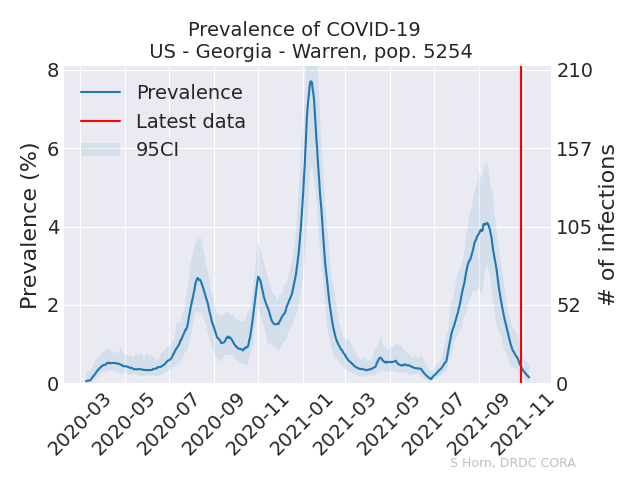 Prevalence of COVID-19
US - Georgia - Warren, pop. 5254
Prevalence
Latest data
95CI
Prevalence (%)
8
6
4
2
0
# of infections
210
157
105
52
0
2020-03
2020-05
2020-07
2020-09
2020-11
2021-01
2021-03
2021-05
2021-07
2021-09
2021-11
S Horn, DRDC CORA